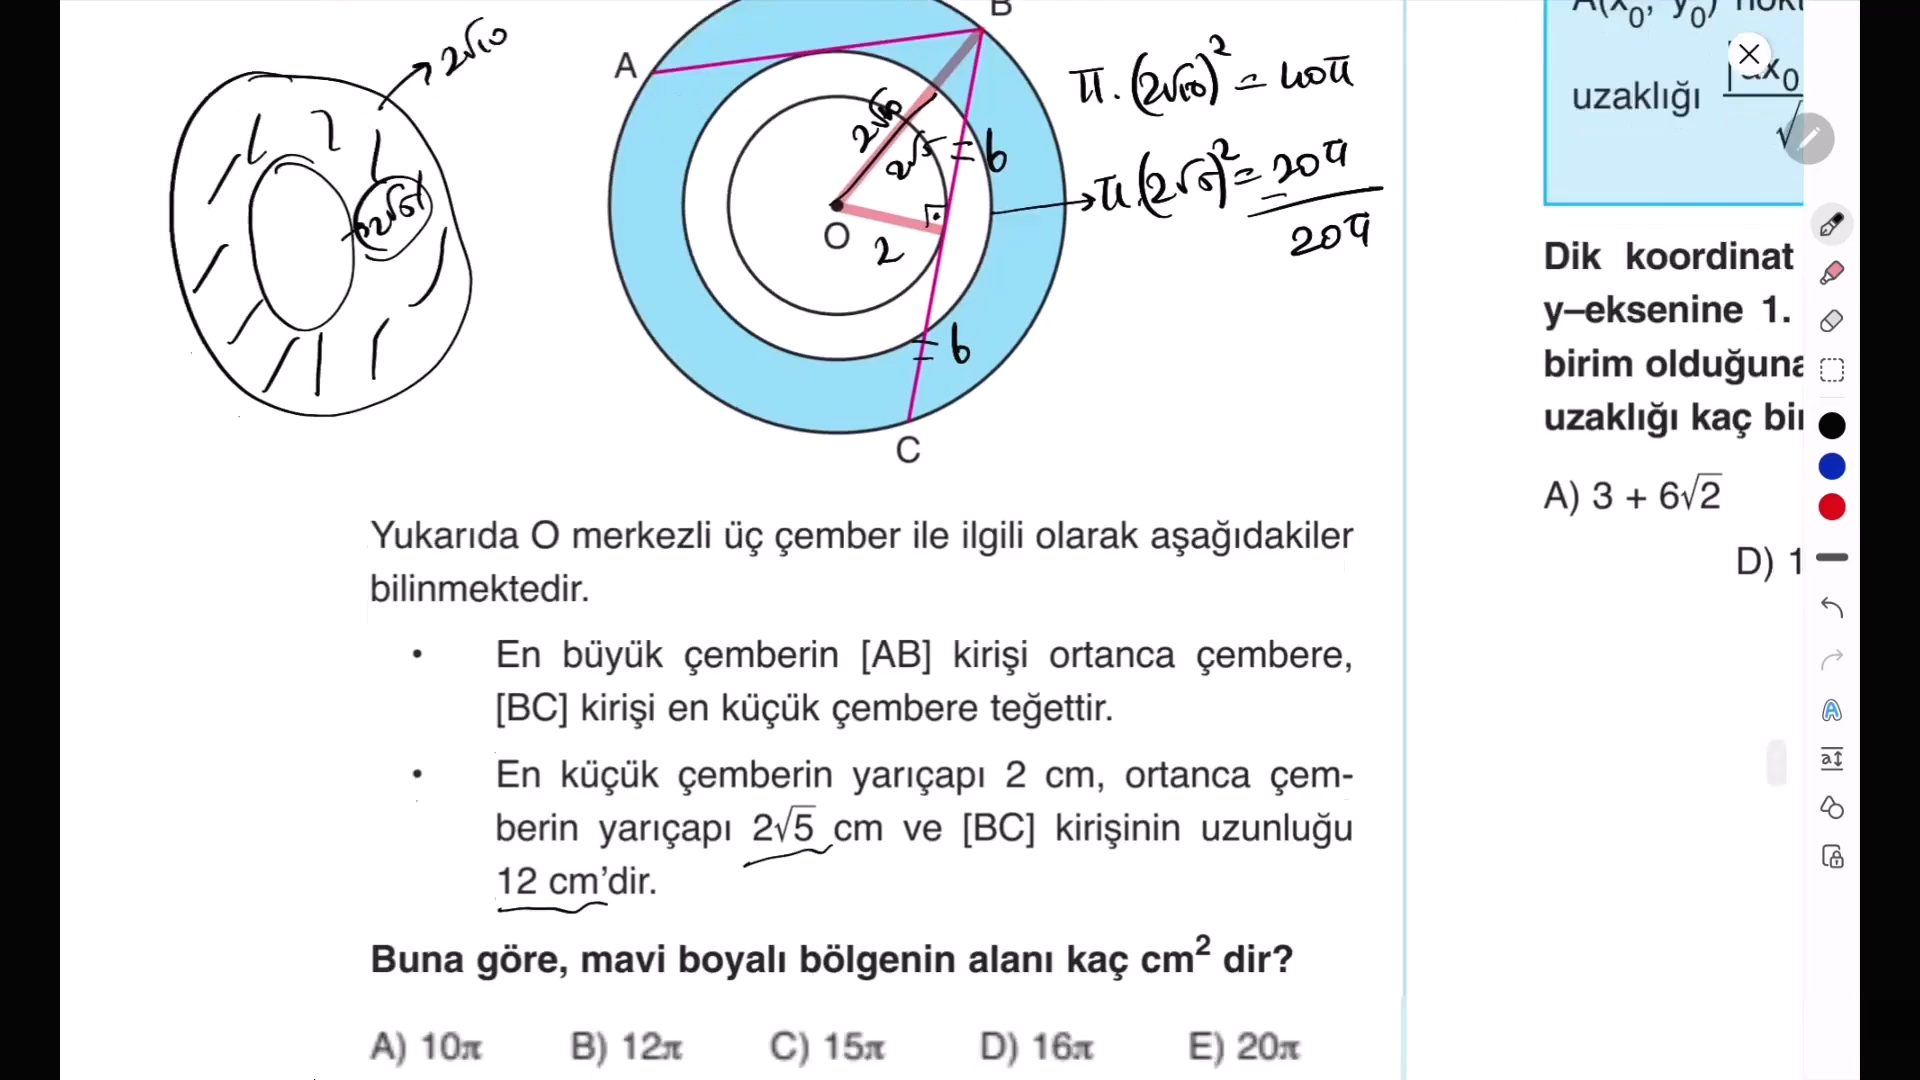 2√10
B
A
2√10
2√5
= 6
O
2
= 6
C
π.(2√10)² = 40π
π.(2√5)² = 20π
20π
2√5
Yukarıda O merkezli üç çember ile ilgili olarak aşağıdakiler
bilinmektedir.
• En büyük çemberin [AB] kirişi ortanca çembere,
[BC] kirişi en küçük çembere teğettir.
• En küçük çemberin yarıçapı 2 cm, ortanca çem-
berin yarıçapı 2√5 cm ve [BC] kirişinin uzunluğu
12 cm’dir.
Buna göre, mavi boyalı bölgenin alanı kaç cm² dir?
A) 10π B) 12π C) 15π D) 16π E) 20π
A(x₀, y₀)
uzaklığı
Dik koordinat
y–eksenine 1.
birim
uzaklığı kaç
A) 3 + 6√2
D) 1